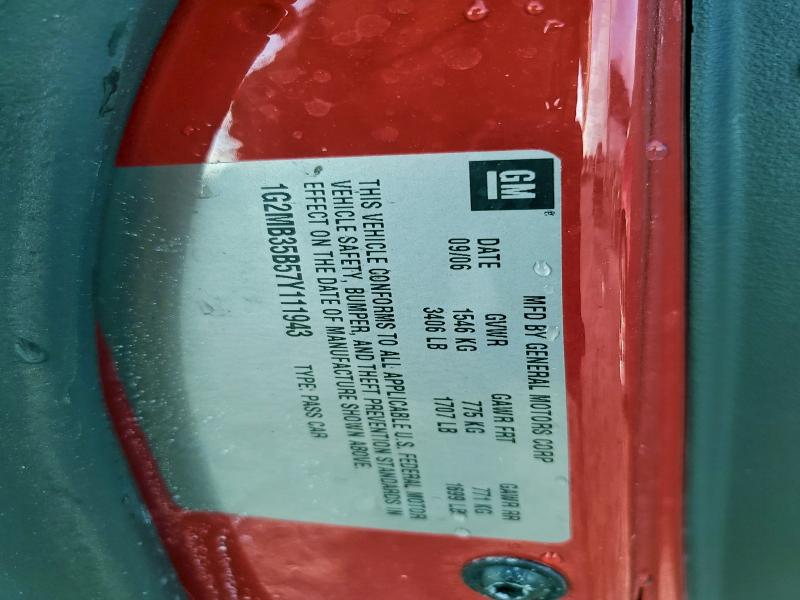 GM
®
MFD BY GENERAL MOTORS CORP
DATE GVWR GAWR FRT GAWR RR
09/06 1546 KG 775 KG 771 KG
3406 LB 1707 LB 1699 LB
THIS VEHICLE CONFORMS TO ALL APPLICABLE U.S. FEDERAL MOTOR
VEHICLE SAFETY, BUMPER, AND THEFT PREVENTION STANDARDS IN
EFFECT ON THE DATE OF MANUFACTURE SHOWN ABOVE.
1G2MB35B57Y111943 TYPE: PASS CAR